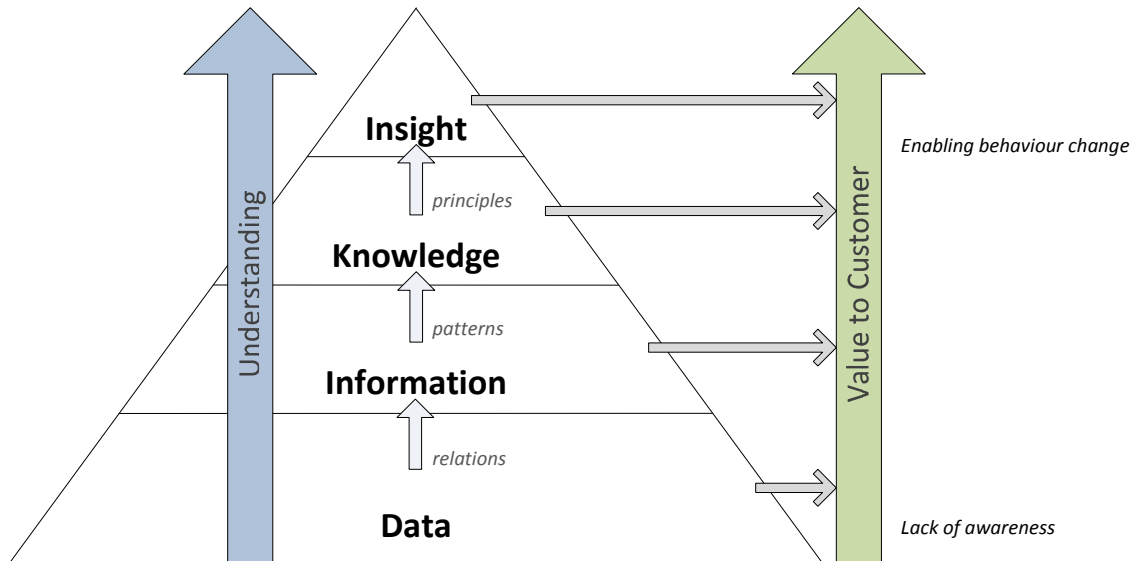 Insight
Enabling behaviour change
principles
Understanding
Value to Customer
Knowledge
patterns
Information
relations
Data
Lack of awareness